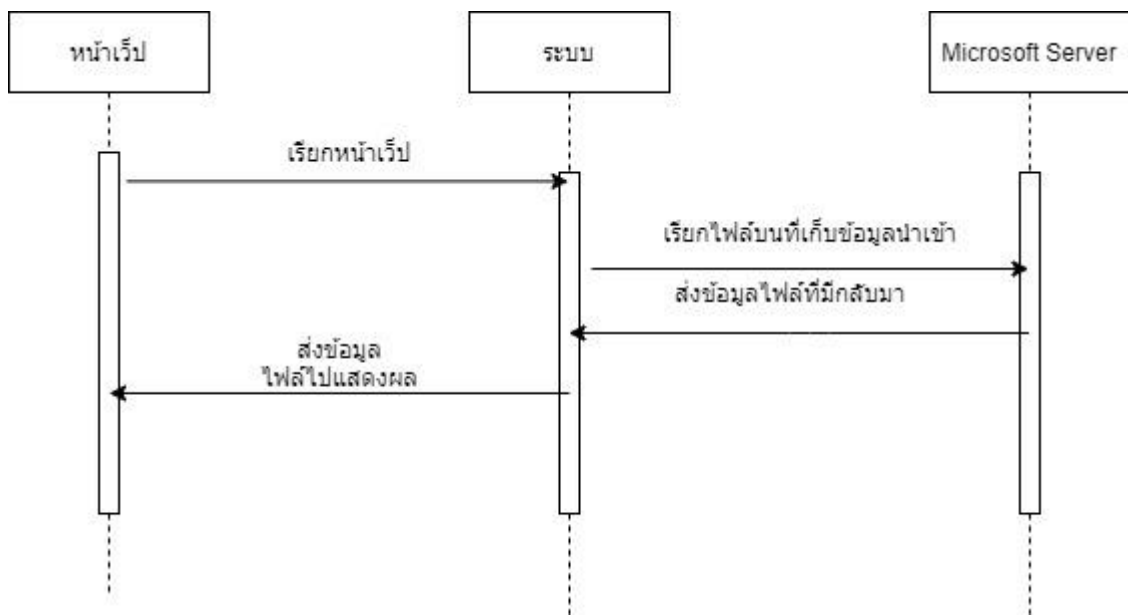 หน้าเว็ป
ระบบ
Microsoft Server
เรียกหน้าเว็ป
เรียกไฟล์บนที่เก็บข้อมูลนำเข้า
ส่งข้อมูลไฟล์ที่มีกลับมา
ส่งข้อมูล
ไฟล์ไปแสดงผล